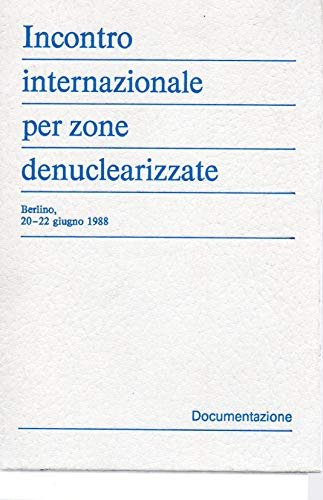 Incontro
internazionale
per zone
denuclearizzate
Berlino,
20-22 giugno 1988
Documentazione